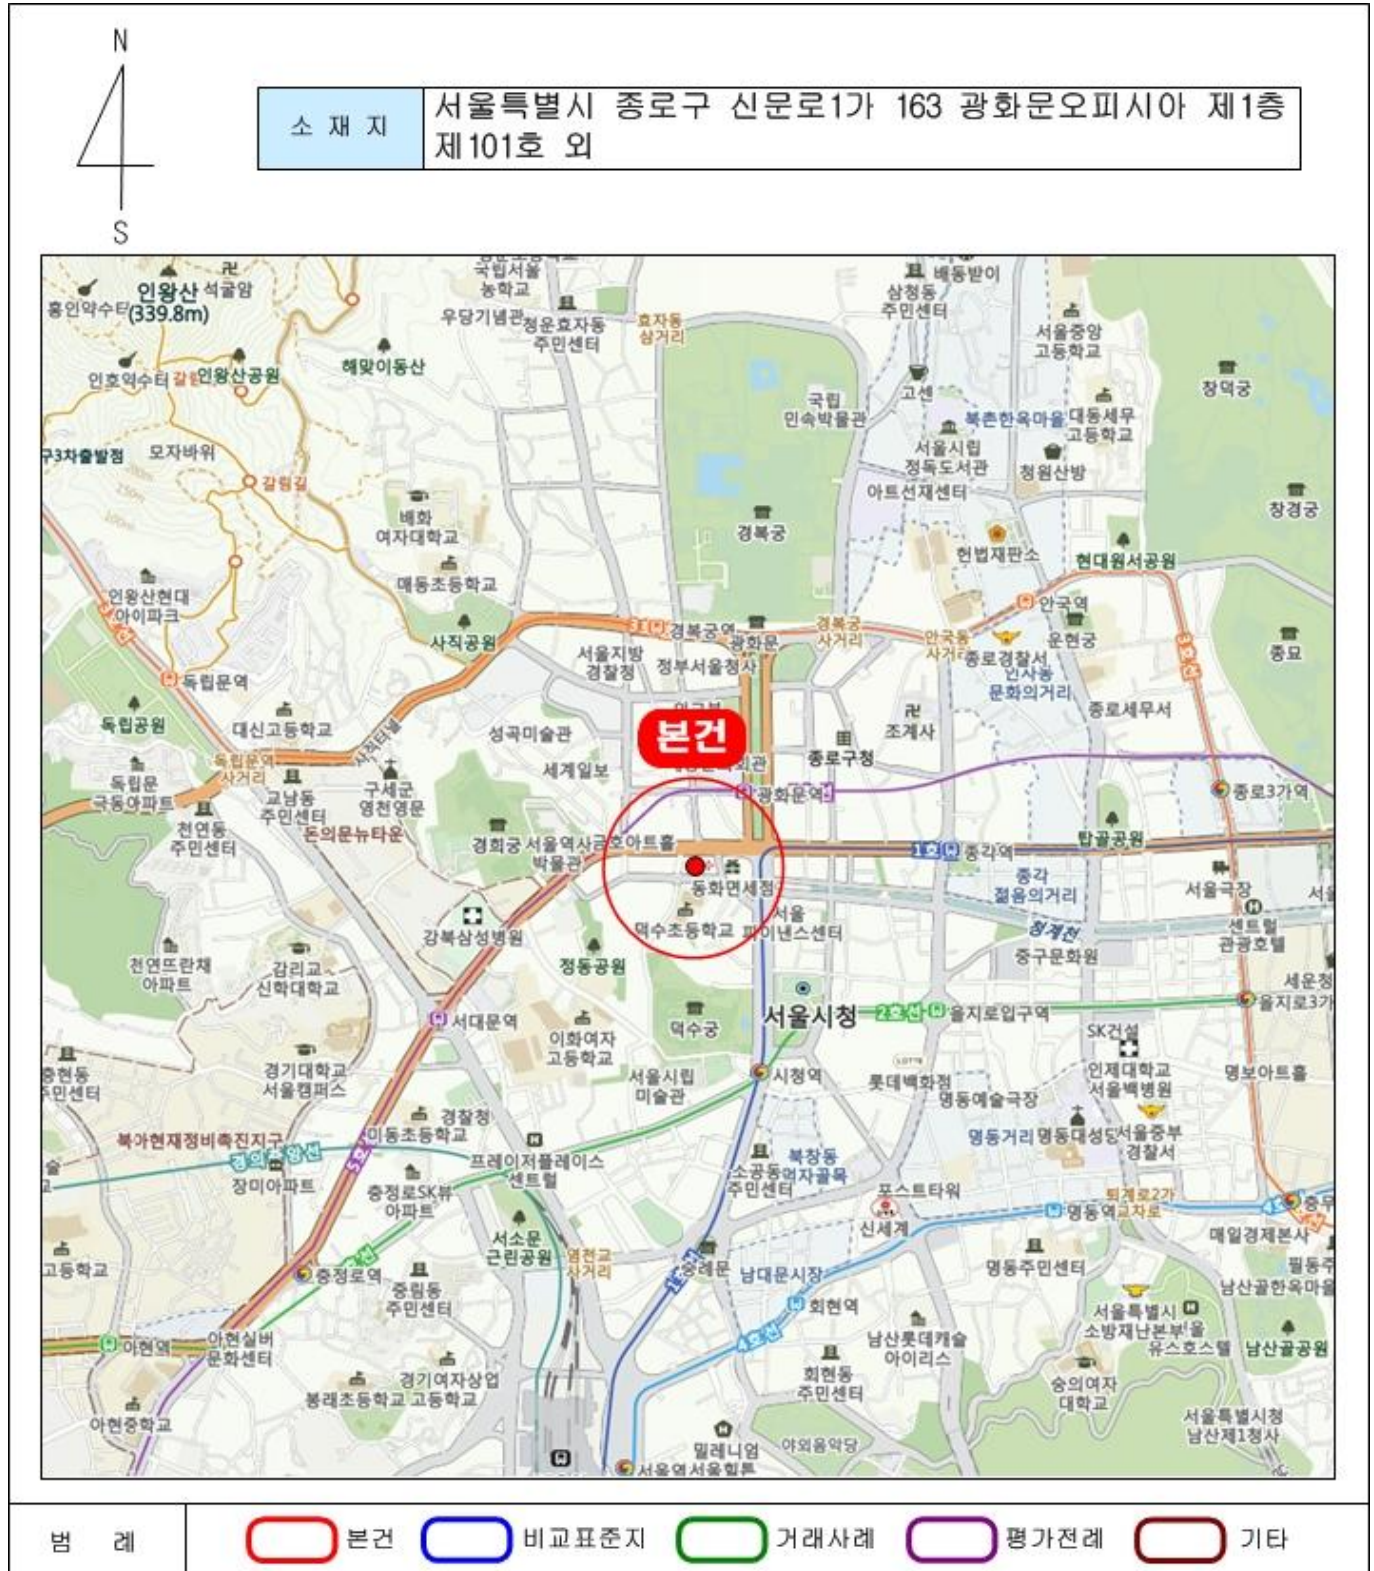 N
S
소 재 지
서울특별시 종로구 신문로1가 163 광화문오피시아 제1층
제101호 외
인왕산
(339.8m)
석굴암
홍인약수터
국립서울
농학교
우당기념관
청운효자동
주민센터
효자동
삼거리
삼청동
주민센터
배동받이
서울중앙
고등학교
인호약수터
인왕산공원
해맞이동산
국립
민속박물관
고센
창덕궁
북촌한옥마을
대동세무
고등학교
구3차출발점
모자바위
갈림길
서울시립
정독도서관
청원산방
아트선재센터
배화
여자대학교
경복궁
창경궁
헌법재판소
현대원서공원
매동초등학교
인왕산현대
아이파크
안국역
사직공원
경복궁역
광화문
경복궁
사거리
안국동
운현궁
종묘
서울지방
경찰청
정부서울청사
종로경찰서
인사동
문화의거리
독립문역
독립공원
대신고등학교
사직터널
성곡미술관
본건
종로구청
조계사
종로세무서
독립문역
사거리
독립문
극동아파트
교남동
주민센터
구세군
영천영문
세계일보
광화문역
종로3가역
천연동
주민센터
돈의문뉴타운
경희궁
서울역사
박물관
금호아트홀
탑골공원
1호선
종각역
동화면세점
종각
젊음의거리
서울극장
강북삼성병원
덕수초등학교
서울
파이낸스센터
청계천
센트럴
관광호텔
천연뜨란채
아파트
감리교
신학대학교
정동공원
중구문화원
세운청
서대문역
이화여자
고등학교
덕수궁
서울시청
2호선
을지로입구역
을지로3가
SK건설
경기대학교
서울캠퍼스
서울시립
미술관
시청역
롯데백화점
인제대학교
서울백병원
명보아트홀
명동예술극장
충현동
주민센터
경찰청
미동초등학교
북아현재정비촉진지구
경의중앙선
장미아파트
5호선
프레이저플레이스
센트럴
소공동
주민센터
북창동
먹자골목
명동거리
명동대성당
서울중부
경찰서
충정로SK뷰
아파트
포스트타워
신세계
명동역
퇴계로2가
교차로
매일경제본사
고등학교
서소문
근린공원
염천교
사거리
숭례문
남대문시장
명동주민센터
남산골한옥마을
충정로역
중림동
주민센터
회현역
4호선
서울특별시
소방재난본부
유스호스텔
남산골공원
아현역
아현실버
문화센터
남산롯데캐슬
아이리스
회현동
주민센터
숭의여자
대학교
봉래초등학교
경기여자상업
고등학교
아현중학교
밀레니엄
서울힐튼
야외음악당
서울특별시청
남산제1청사
서울역
범 례
본건
비교표준지
거래사례
평가전례
기타